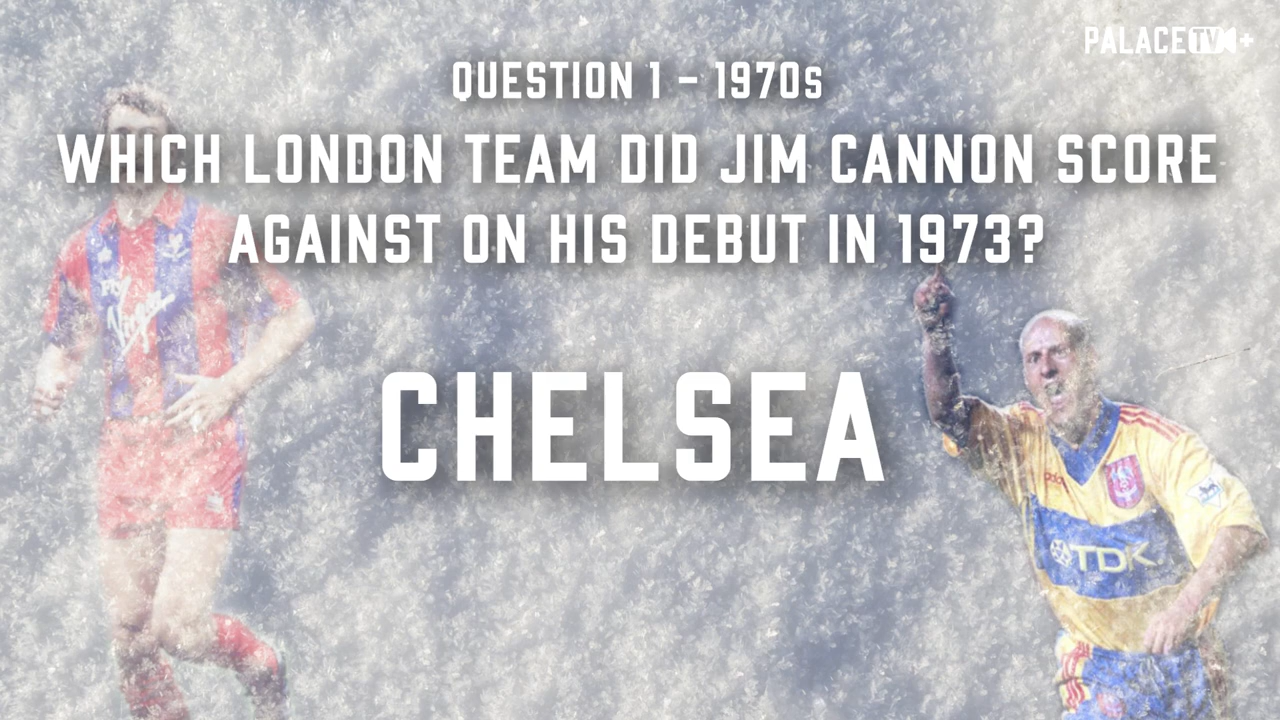 PALACE TV+
QUESTION 1 – 1970s
WHICH LONDON TEAM DID JIM CANNON SCORE
AGAINST ON HIS DEBUT IN 1973?
CHELSEA
Virgin
TDK